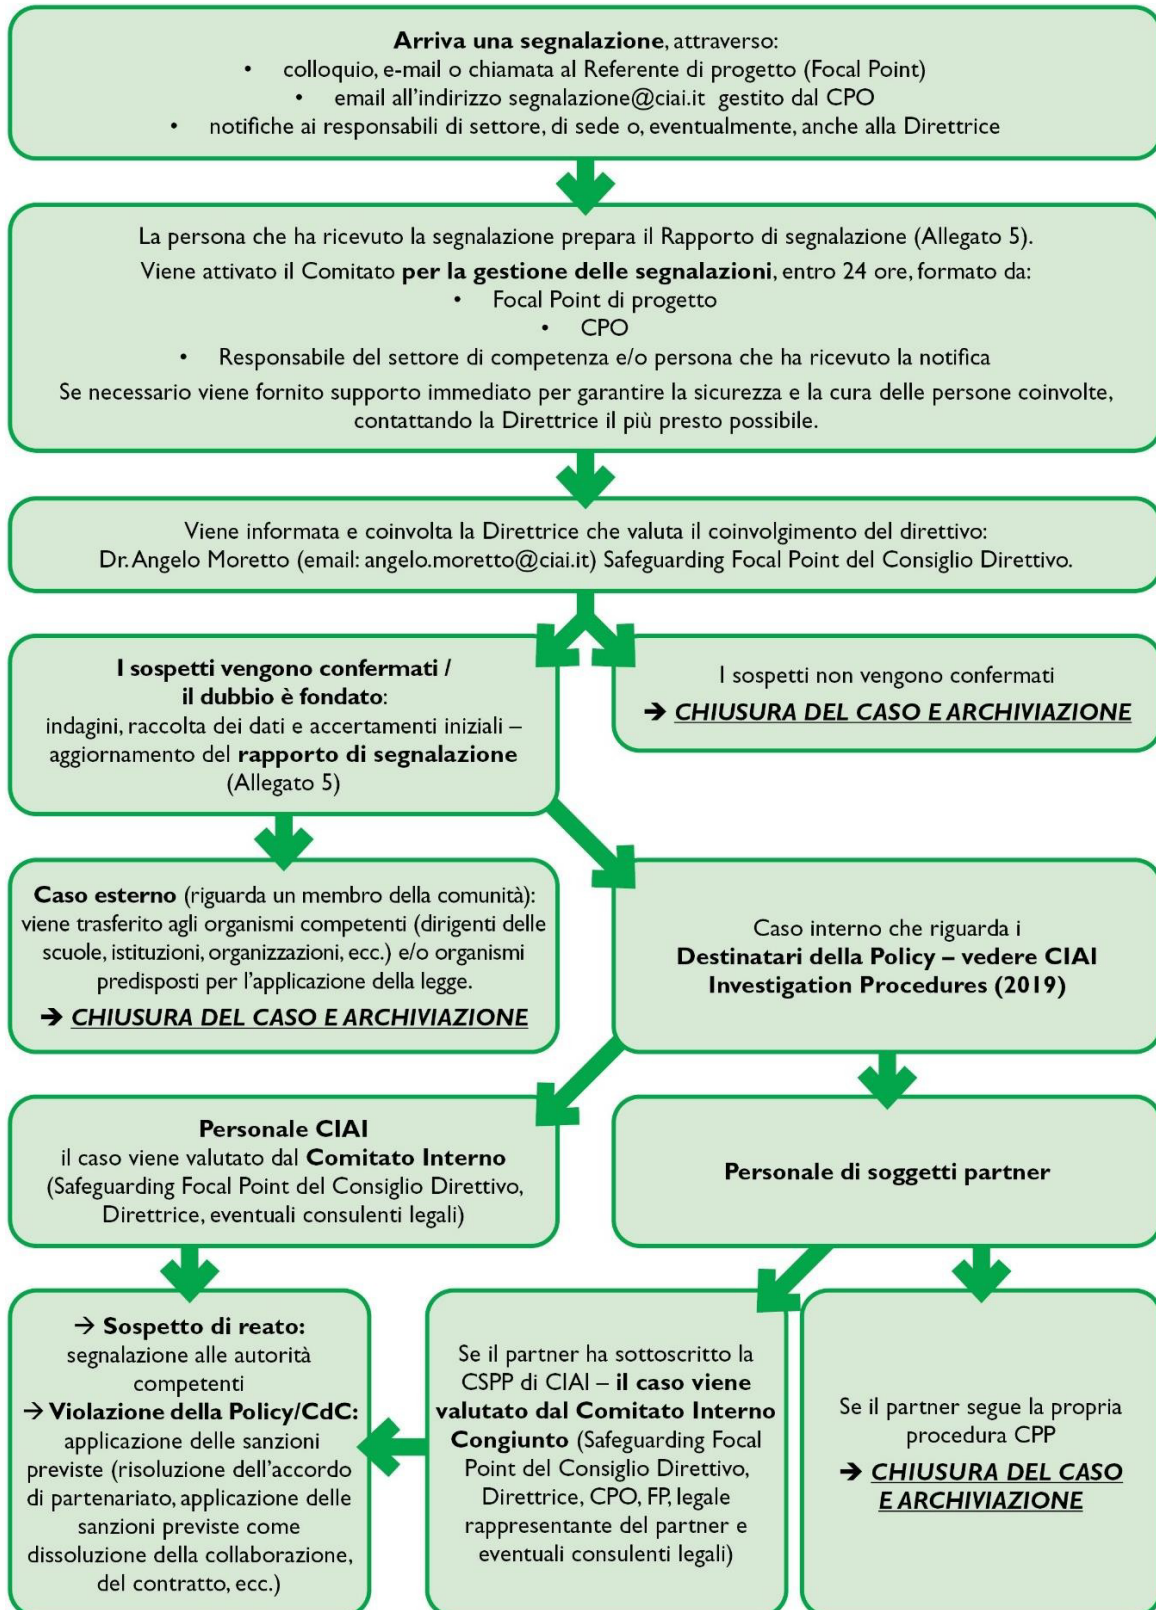 Arriva una segnalazione, attraverso:
• colloquio, e-mail o chiamata al Referente di progetto (Focal Point)
• email all'indirizzo segnalazione@ciai.it gestito dal CPO
• notifiche ai responsabili di settore, di sede o, eventualmente, anche alla Direttrice
La persona che ha ricevuto la segnalazione prepara il Rapporto di segnalazione (Allegato 5).
Viene attivato il Comitato per la gestione delle segnalazioni, entro 24 ore, formato da:
• Focal Point di progetto
• CPO
• Responsabile del settore di competenza e/o persona che ha ricevuto la notifica
Se necessario viene fornito supporto immediato per garantire la sicurezza e la cura delle persone coinvolte,
contattando la Direttrice il più presto possibile.
Viene informata e coinvolta la Direttrice che valuta il coinvolgimento del direttivo:
Dr. Angelo Moretto (email: angelo.moretto@ciai.it) Safeguarding Focal Point del Consiglio Direttivo.
I sospetti vengono confermati /
il dubbio è fondato:
indagini, raccolta dei dati e accertamenti iniziali –
aggiornamento del rapporto di segnalazione
(Allegato 5)
I sospetti non vengono confermati
➔ CHIUSURA DEL CASO E ARCHIVIAZIONE
Caso esterno (riguarda un membro della comunità):
viene trasferito agli organismi competenti (dirigenti delle
scuole, istituzioni, organizzazioni, ecc.) e/o organismi
predisposti per l'applicazione della legge.
➔ CHIUSURA DEL CASO E ARCHIVIAZIONE
Caso interno che riguarda i
Destinatari della Policy – vedere CIAI
Investigation Procedures (2019)
Personale CIAI
il caso viene valutato dal Comitato Interno
(Safeguarding Focal Point del Consiglio Direttivo,
Direttrice, eventuali consulenti legali)
Personale di soggetti partner
→ Sospetto di reato:
segnalazione alle autorità
competenti
→ Violazione della Policy/CdC:
applicazione delle sanzioni
previste (risoluzione dell'accordo
di partenariato, applicazione delle
sanzioni previste come
dissoluzione della collaborazione,
del contratto, ecc.)
Se il partner ha sottoscritto la
CSPP di CIAI – il caso viene
valutato dal Comitato Interno
Congiunto (Safeguarding Focal
Point del Consiglio Direttivo,
Direttrice, CPO, FP, legale
rappresentante del partner e
eventuali consulenti legali)
Se il partner segue la propria
procedura CPP
➔ CHIUSURA DEL CASO
E ARCHIVIAZIONE